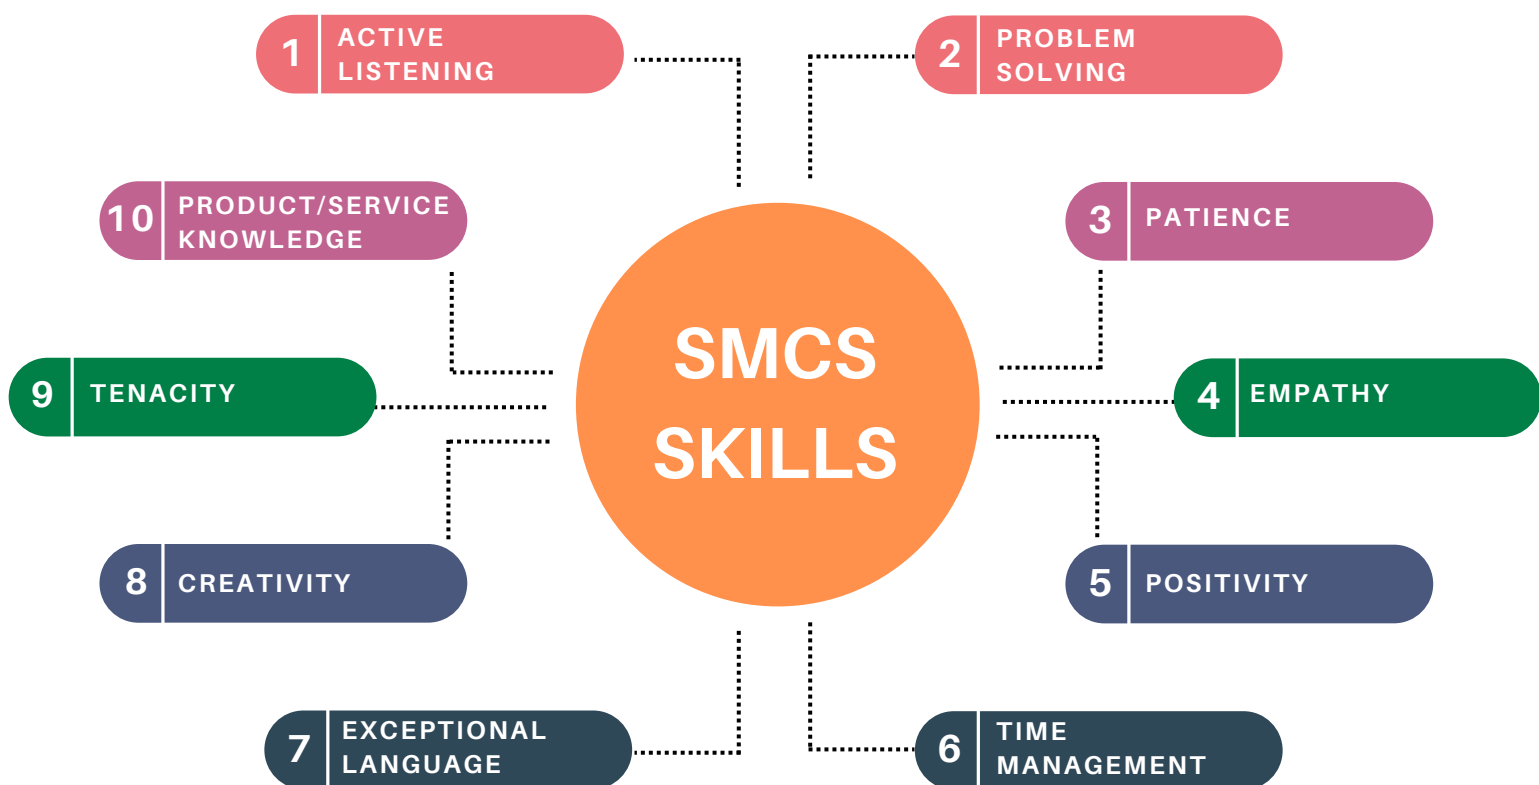 1 ACTIVE
LISTENING
2 PROBLEM
SOLVING
3 PATIENCE
4 EMPATHY
5 POSITIVITY
6 TIME
MANAGEMENT
7 EXCEPTIONAL
LANGUAGE
8 CREATIVITY
9 TENACITY
10 PRODUCT/SERVICE
KNOWLEDGE
SMCS
SKILLS